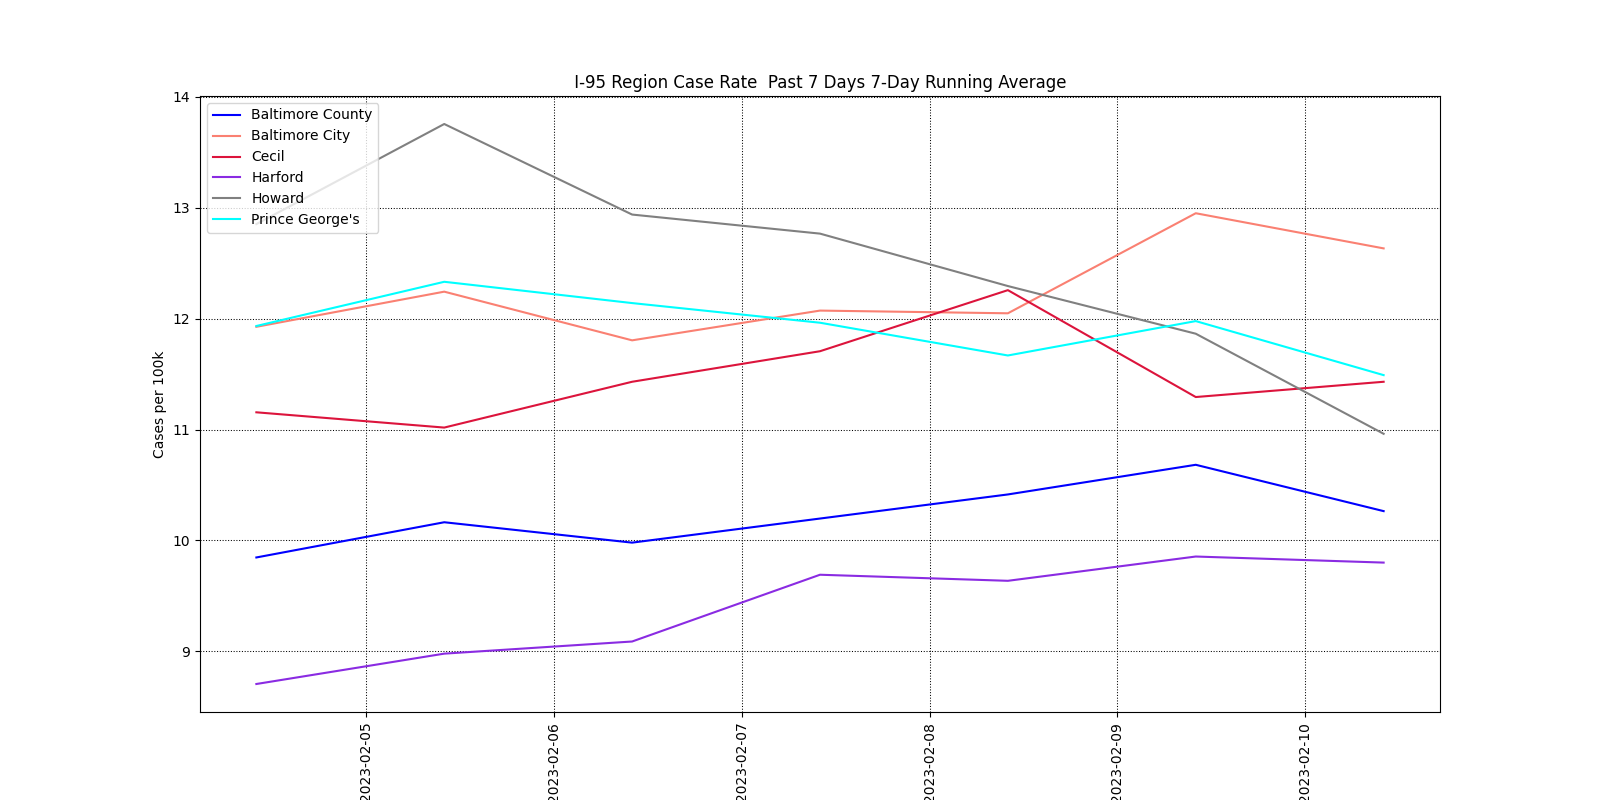 I-95 Region Case Rate  Past 7 Days 7-Day Running Average
Baltimore County
Baltimore City
Cecil
Harford
Howard
Prince George's
Cases per 100k
14
13
12
11
10
9
2023-02-05
2023-02-06
2023-02-07
2023-02-08
2023-02-09
2023-02-10